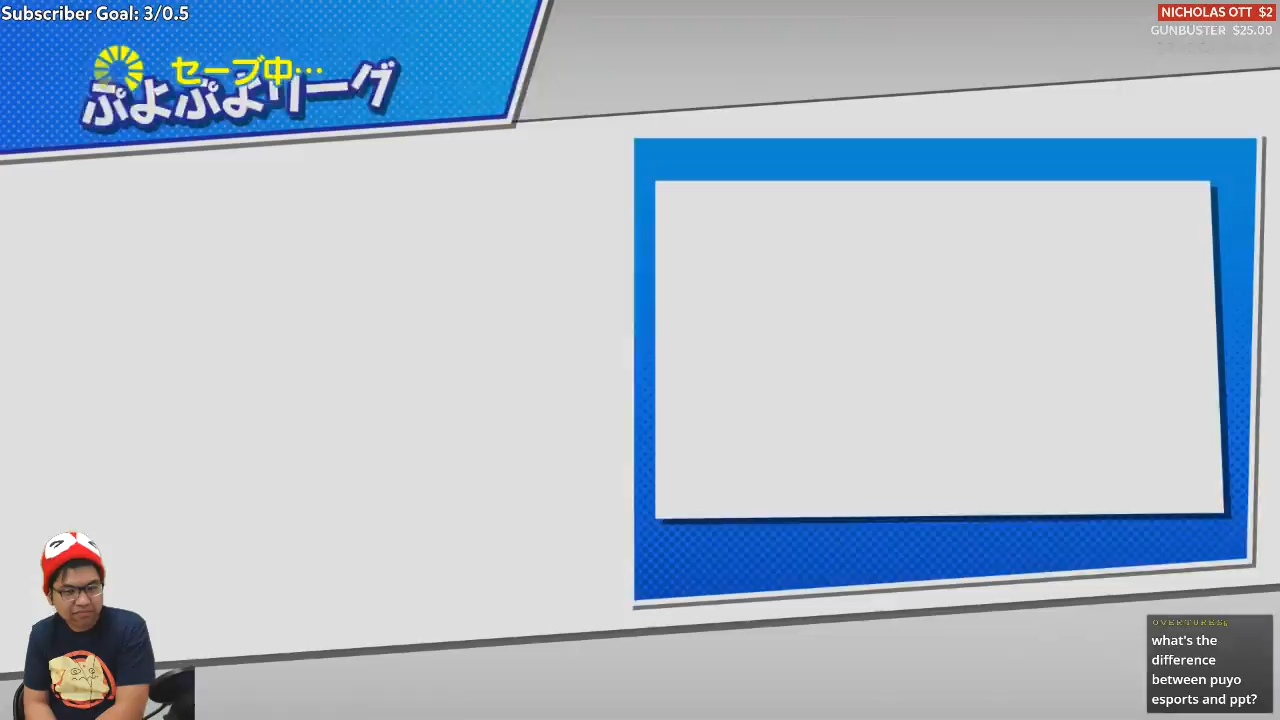 Subscriber Goal: 3/0.5
NICHOLAS OTT $2
GUNBUSTER $25.00
セーブ中…
ぷよぷよリーグ
OVERTURES
what's the
difference
between puyo
esports and ppt?